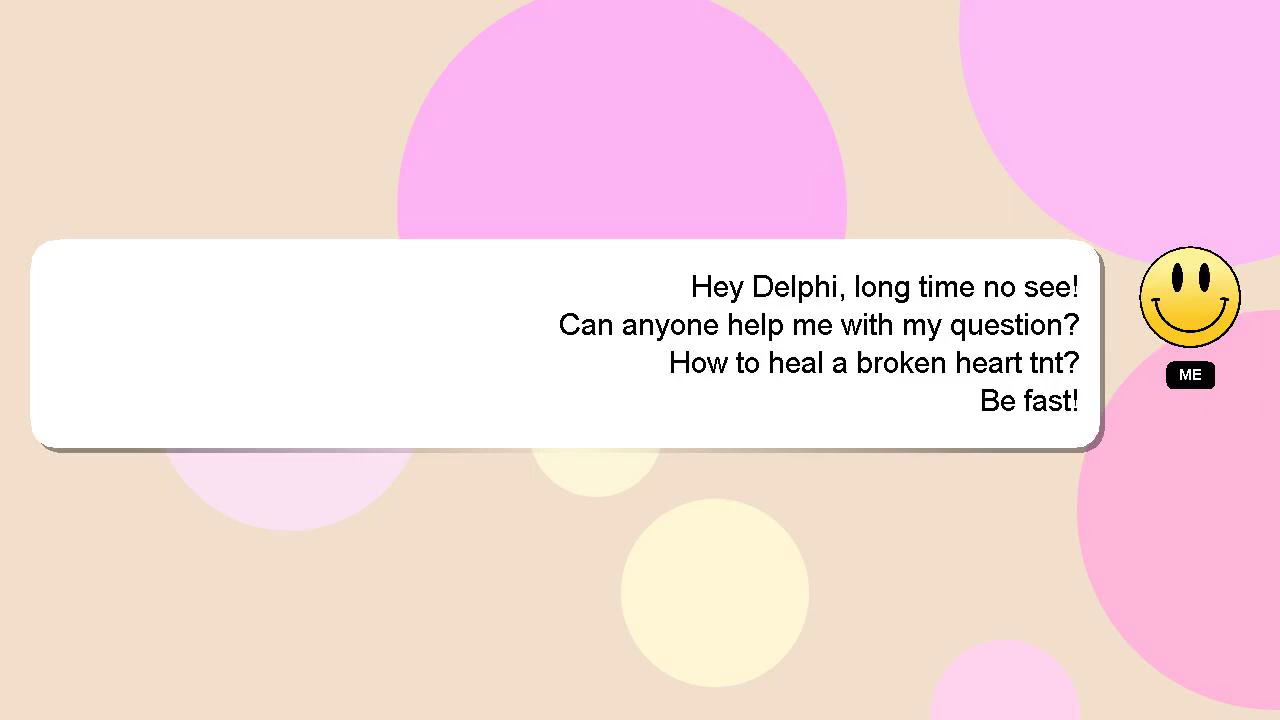 Hey Delphi, long time no see!
Can anyone help me with my question?
How to heal a broken heart tnt?
Be fast!
ME